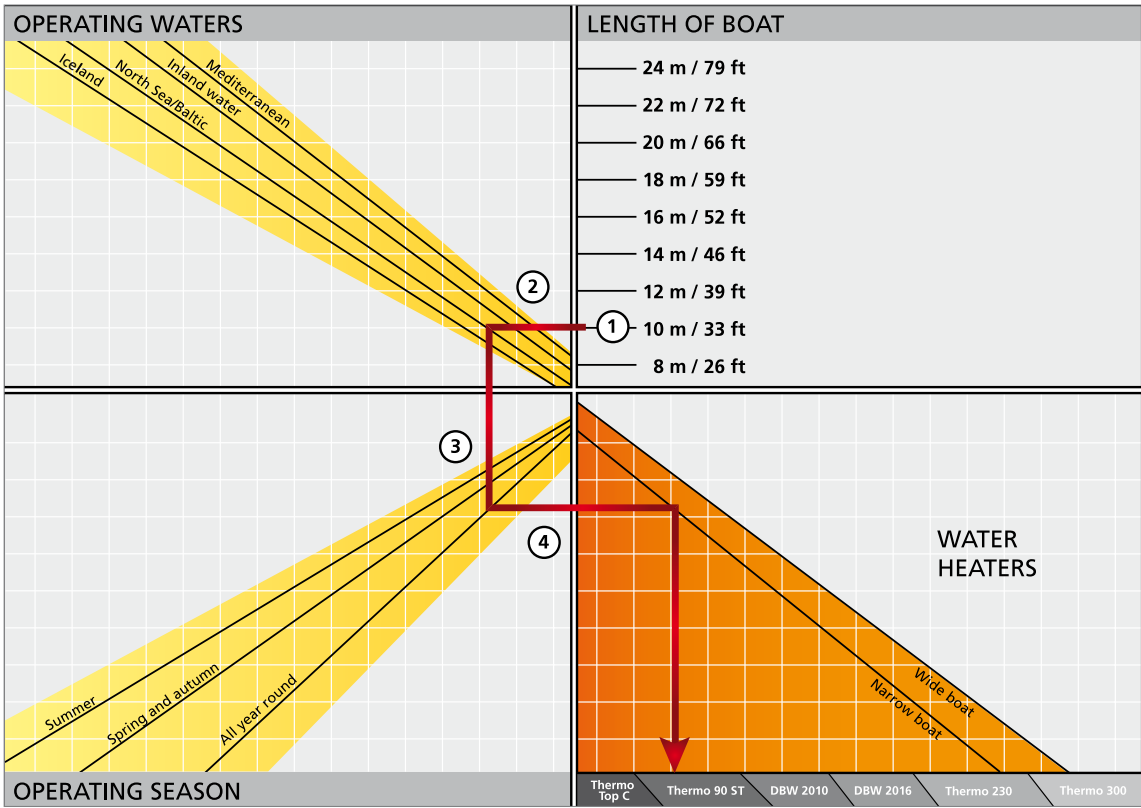 OPERATING WATERS
LENGTH OF BOAT
Iceland
North Sea/Baltic
Inland water
Mediterranean
24 m / 79 ft
22 m / 72 ft
20 m / 66 ft
18 m / 59 ft
16 m / 52 ft
14 m / 46 ft
12 m / 39 ft
10 m / 33 ft
8 m / 26 ft
2
1
3
4
WATER
HEATERS
Summer
Spring and autumn
All year round
Wide boat
Narrow boat
OPERATING SEASON
Thermo
Top C
Thermo 90 ST
DBW 2010
DBW 2016
Thermo 230
Thermo 300